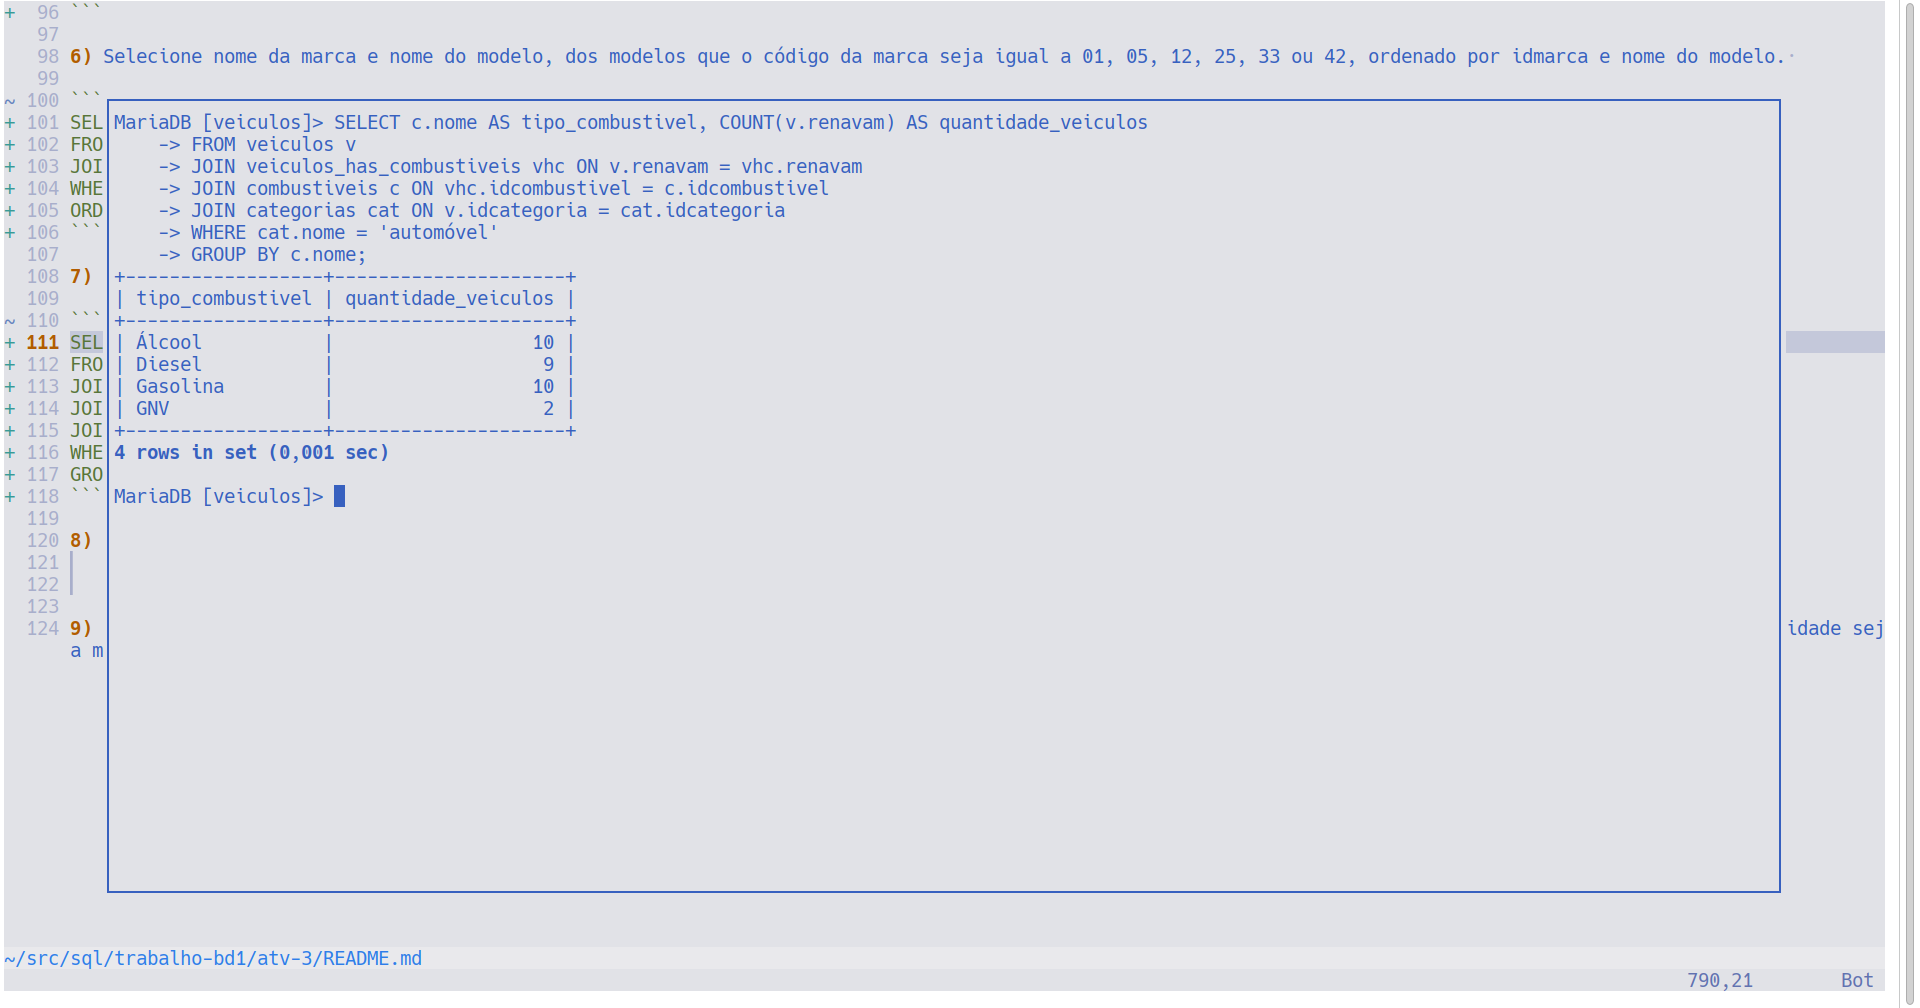 +  96 ```
   97
   98 6) Selecione nome da marca e nome do modelo, dos modelos que o código da marca seja igual a 01, 05, 12, 25, 33 ou 42, ordenado por idmarca e nome do modelo.·
   99
~ 100 ```
+ 101 SEL MariaDB [veiculos]> SELECT c.nome AS tipo_combustivel, COUNT(v.renavam) AS quantidade_veiculos
+ 102 FRO     -> FROM veiculos v
+ 103 JOI     -> JOIN veiculos_has_combustiveis vhc ON v.renavam = vhc.renavam
+ 104 WHE     -> JOIN combustiveis c ON vhc.idcombustivel = c.idcombustivel
+ 105 ORD     -> JOIN categorias cat ON v.idcategoria = cat.idcategoria
+ 106 ```     -> WHERE cat.nome = 'automóvel'
  107         -> GROUP BY c.nome;
  108 7)  +------------------+---------------------+
  109     | tipo_combustivel | quantidade_veiculos |
~ 110 ``` +------------------+---------------------+
+ 111 SEL | Álcool           |                  10 |
+ 112 FRO | Diesel           |                   9 |
+ 113 JOI | Gasolina         |                  10 |
+ 114 JOI | GNV              |                   2 |
+ 115 JOI +------------------+---------------------+
+ 116 WHE 4 rows in set (0,001 sec)
+ 117 GRO
+ 118 ``` MariaDB [veiculos]>
  119
  120 8)
  121
  122
  123
  124 9) idade sej
      a m
~/src/sql/trabalho-bd1/atv-3/README.md
790,21 Bot